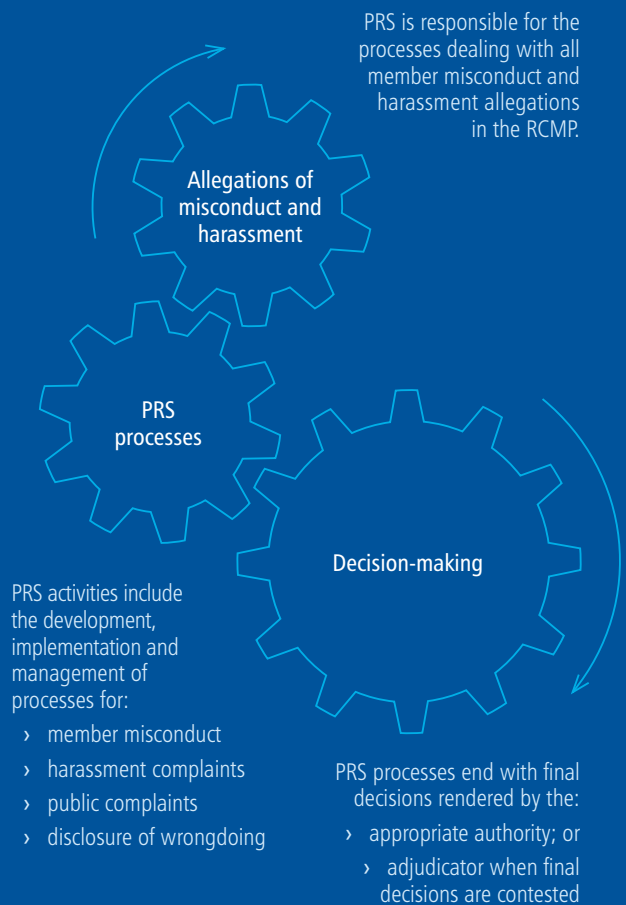 PRS is responsible for the
processes dealing with all
member misconduct and
harassment allegations
in the RCMP.
Allegations of
misconduct and
harassment
PRS
processes
Decision-making
PRS activities include
the development,
implementation and
management of
processes for:
› member misconduct
› harassment complaints
› public complaints
› disclosure of wrongdoing
PRS processes end with final
decisions rendered by the:
› appropriate authority; or
› adjudicator when final
decisions are contested